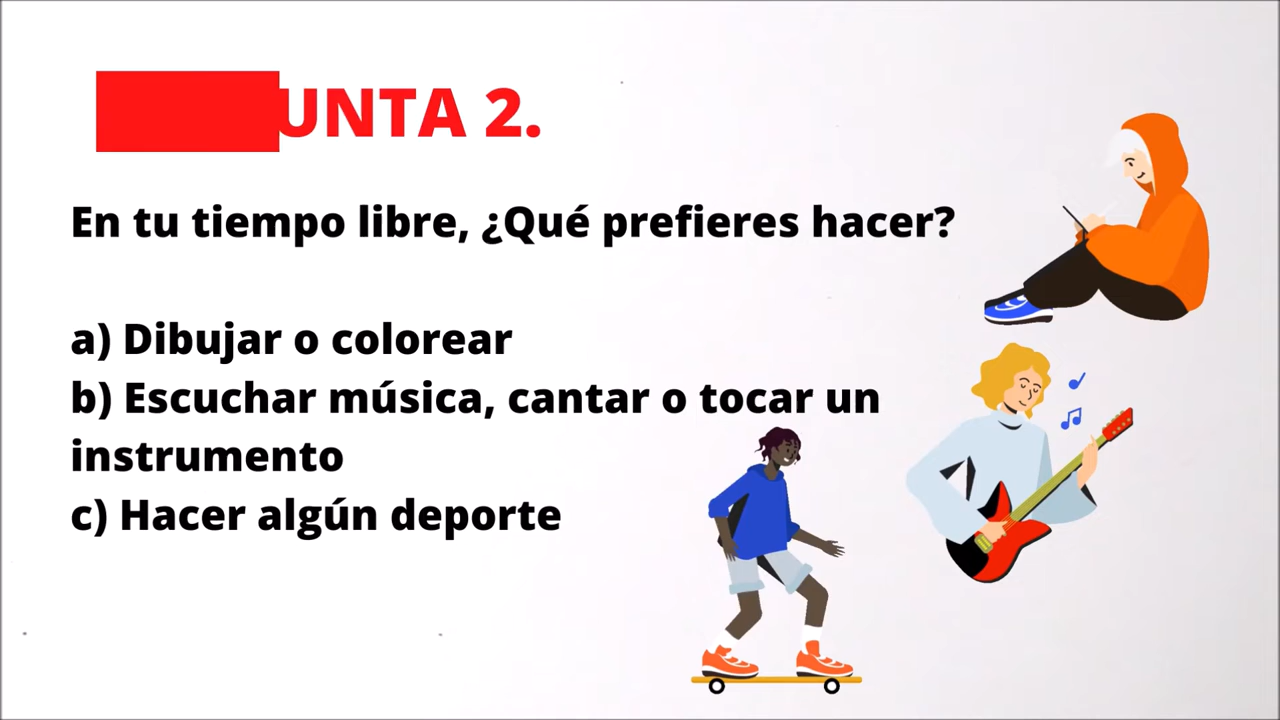 UNTA 2.
En tu tiempo libre, ¿Qué prefieres hacer?
a) Dibujar o colorear
b) Escuchar música, cantar o tocar un
instrumento
c) Hacer algún deporte